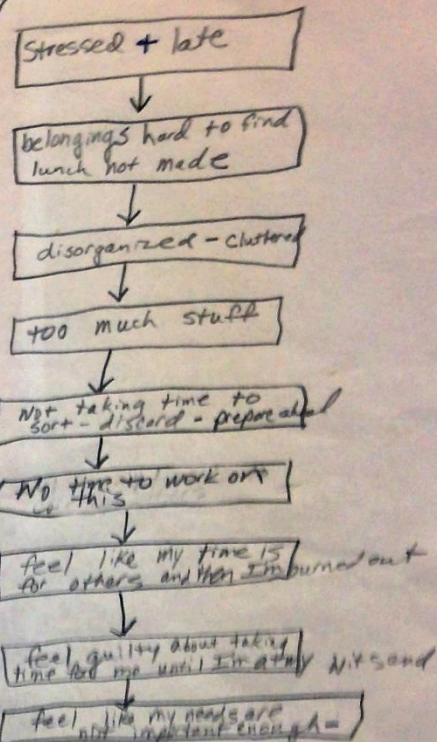 stressed + late
belongings hard to find
lunch not made
disorganized - cluttered
too much stuff
Not taking time to
sort - discard - prepare ahead
No time to work on
this
feel like my time is
for others and then I'm burned out
feel guilty about taking
time for me until I'm at my wits end
feel like my needs are
not important enough